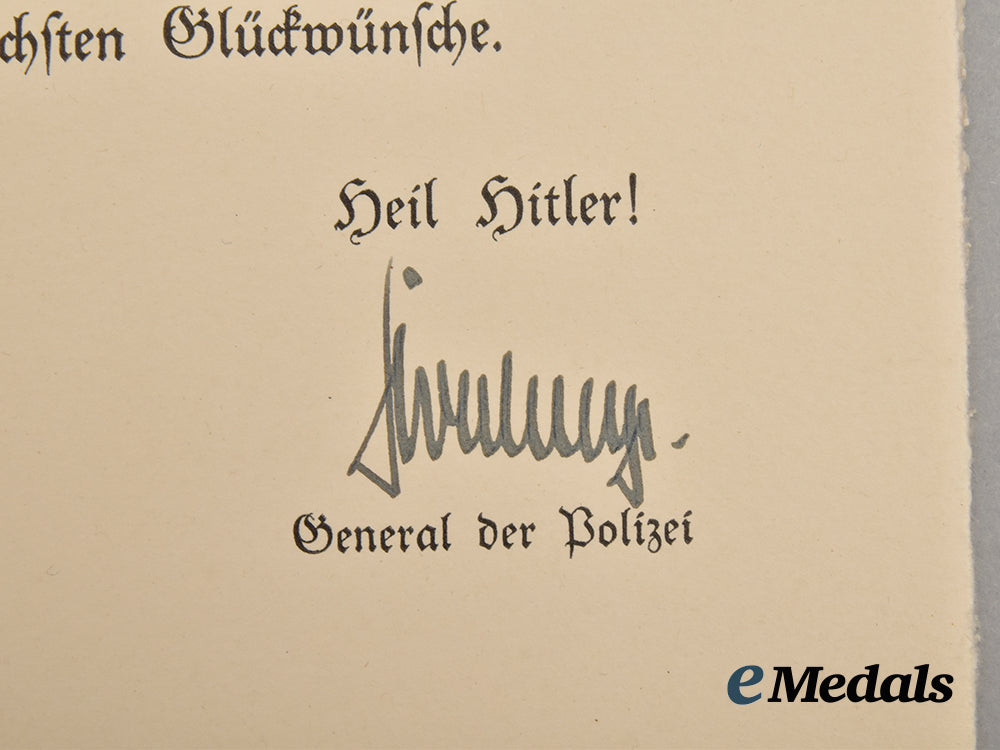 chsten Glückwünsche.
Heil Hitler!
General der Polizei
eMedals